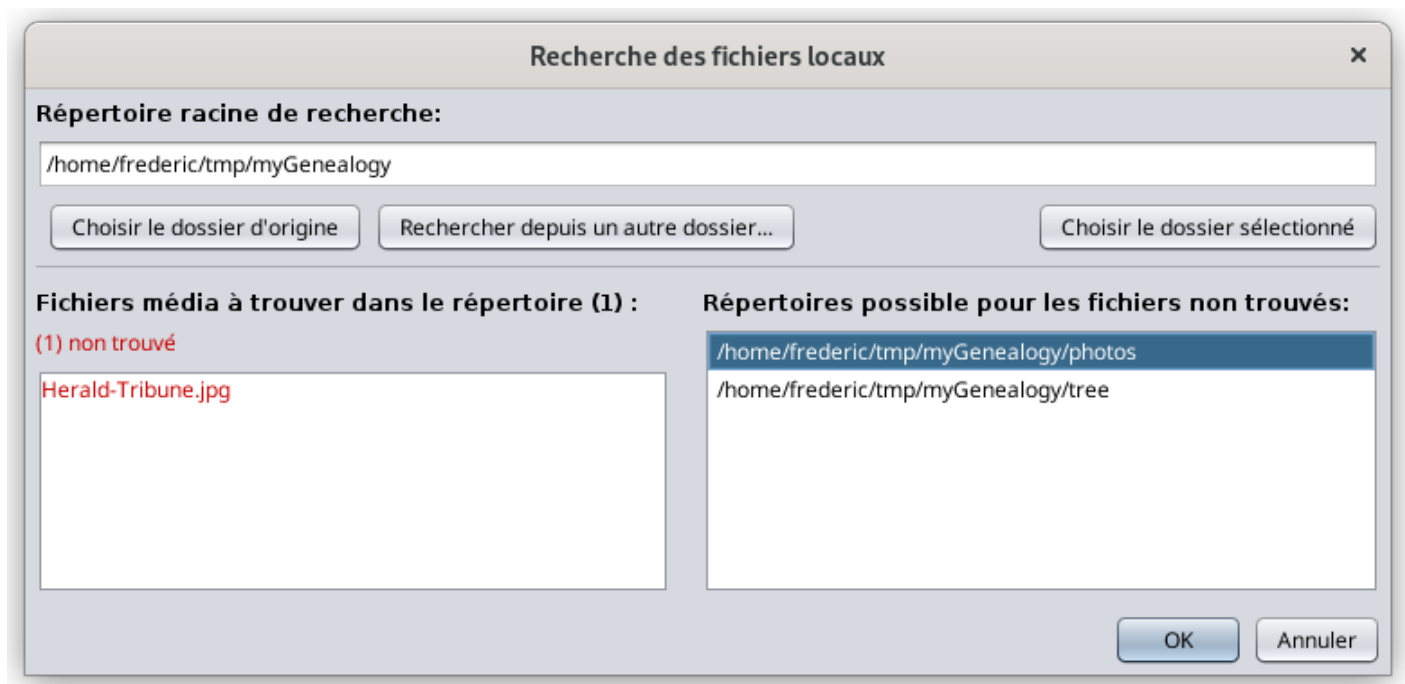 Recherche des fichiers locaux ×
Répertoire racine de recherche:
/home/frederic/tmp/myGenealogy
Choisir le dossier d'origine
Rechercher depuis un autre dossier...
Choisir le dossier sélectionné
Fichiers média à trouver dans le répertoire (1) :
(1) non trouvé
Herald-Tribune.jpg
Répertoires possible pour les fichiers non trouvés:
/home/frederic/tmp/myGenealogy/photos
/home/frederic/tmp/myGenealogy/tree
OK
Annuler